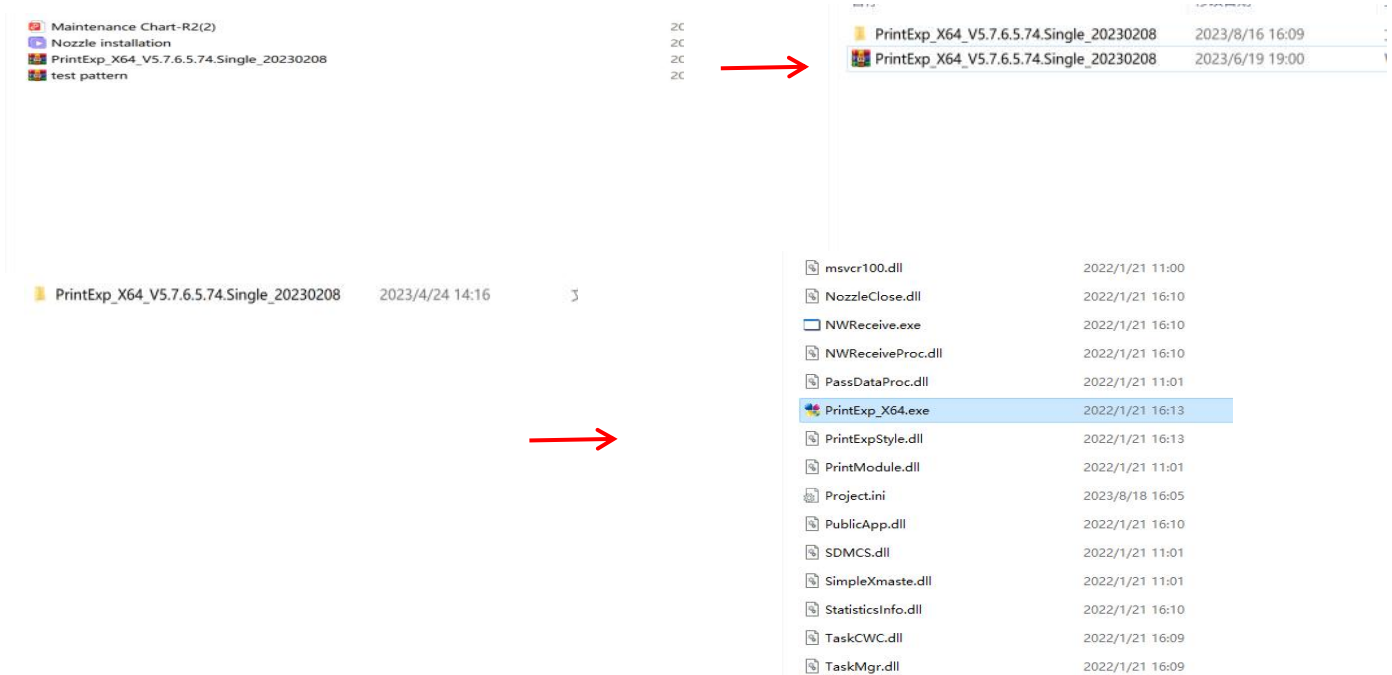 Maintenance Chart-R2(2)
Nozzle installation
PrintExp_X64_V5.7.6.5.74.Single_20230208
test pattern
PrintExp_X64_V5.7.6.5.74.Single_20230208 2023/8/16 16:09
PrintExp_X64_V5.7.6.5.74.Single_20230208 2023/6/19 19:00
PrintExp_X64_V5.7.6.5.74.Single_20230208 2023/4/24 14:16
msvcr100.dll 2022/1/21 11:00
NozzleClose.dll 2022/1/21 16:10
NWReceive.exe 2022/1/21 16:10
NWReceiveProc.dll 2022/1/21 16:10
PassDataProc.dll 2022/1/21 11:01
PrintExp_X64.exe 2022/1/21 16:13
PrintExpStyle.dll 2022/1/21 16:13
PrintModule.dll 2022/1/21 11:01
Project.ini 2023/8/18 16:05
PublicApp.dll 2022/1/21 16:10
SDMCS.dll 2022/1/21 11:01
SimpleXmaste.dll 2022/1/21 11:01
StatisticsInfo.dll 2022/1/21 16:10
TaskCWC.dll 2022/1/21 16:09
TaskMgr.dll 2022/1/21 16:09